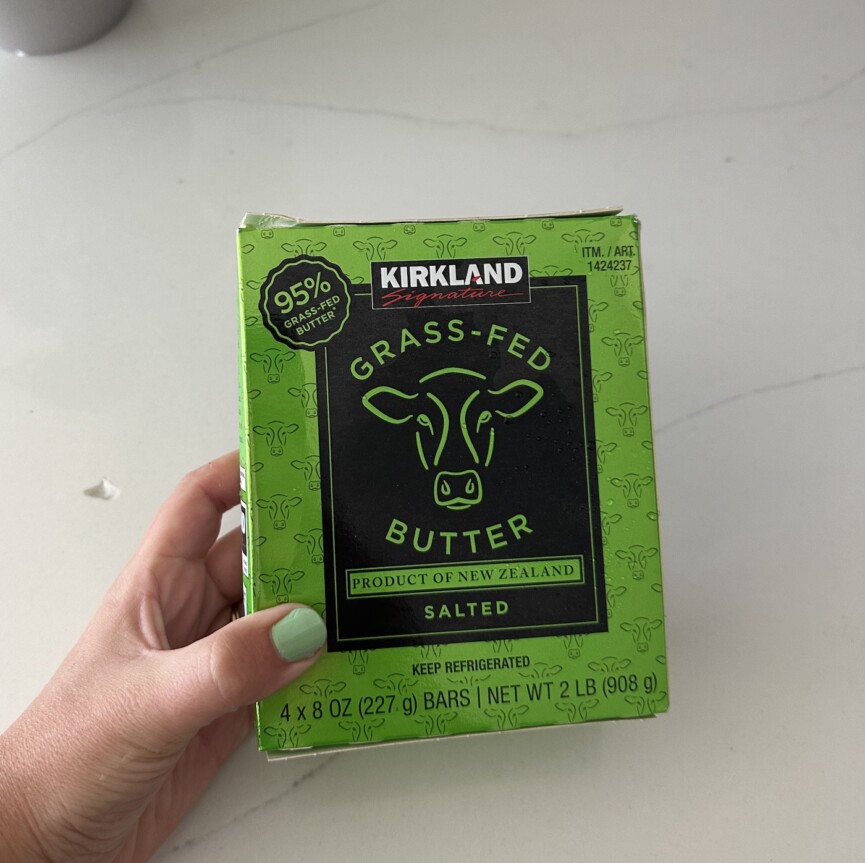 ITM. / ART.
1424237
KIRKLAND
Signature
95%
GRASS-FED
BUTTER*
GRASS-FED
BUTTER
PRODUCT OF NEW ZEALAND
SALTED
KEEP REFRIGERATED
4 x 8 OZ (227 g) BARS | NET WT 2 LB (908 g)